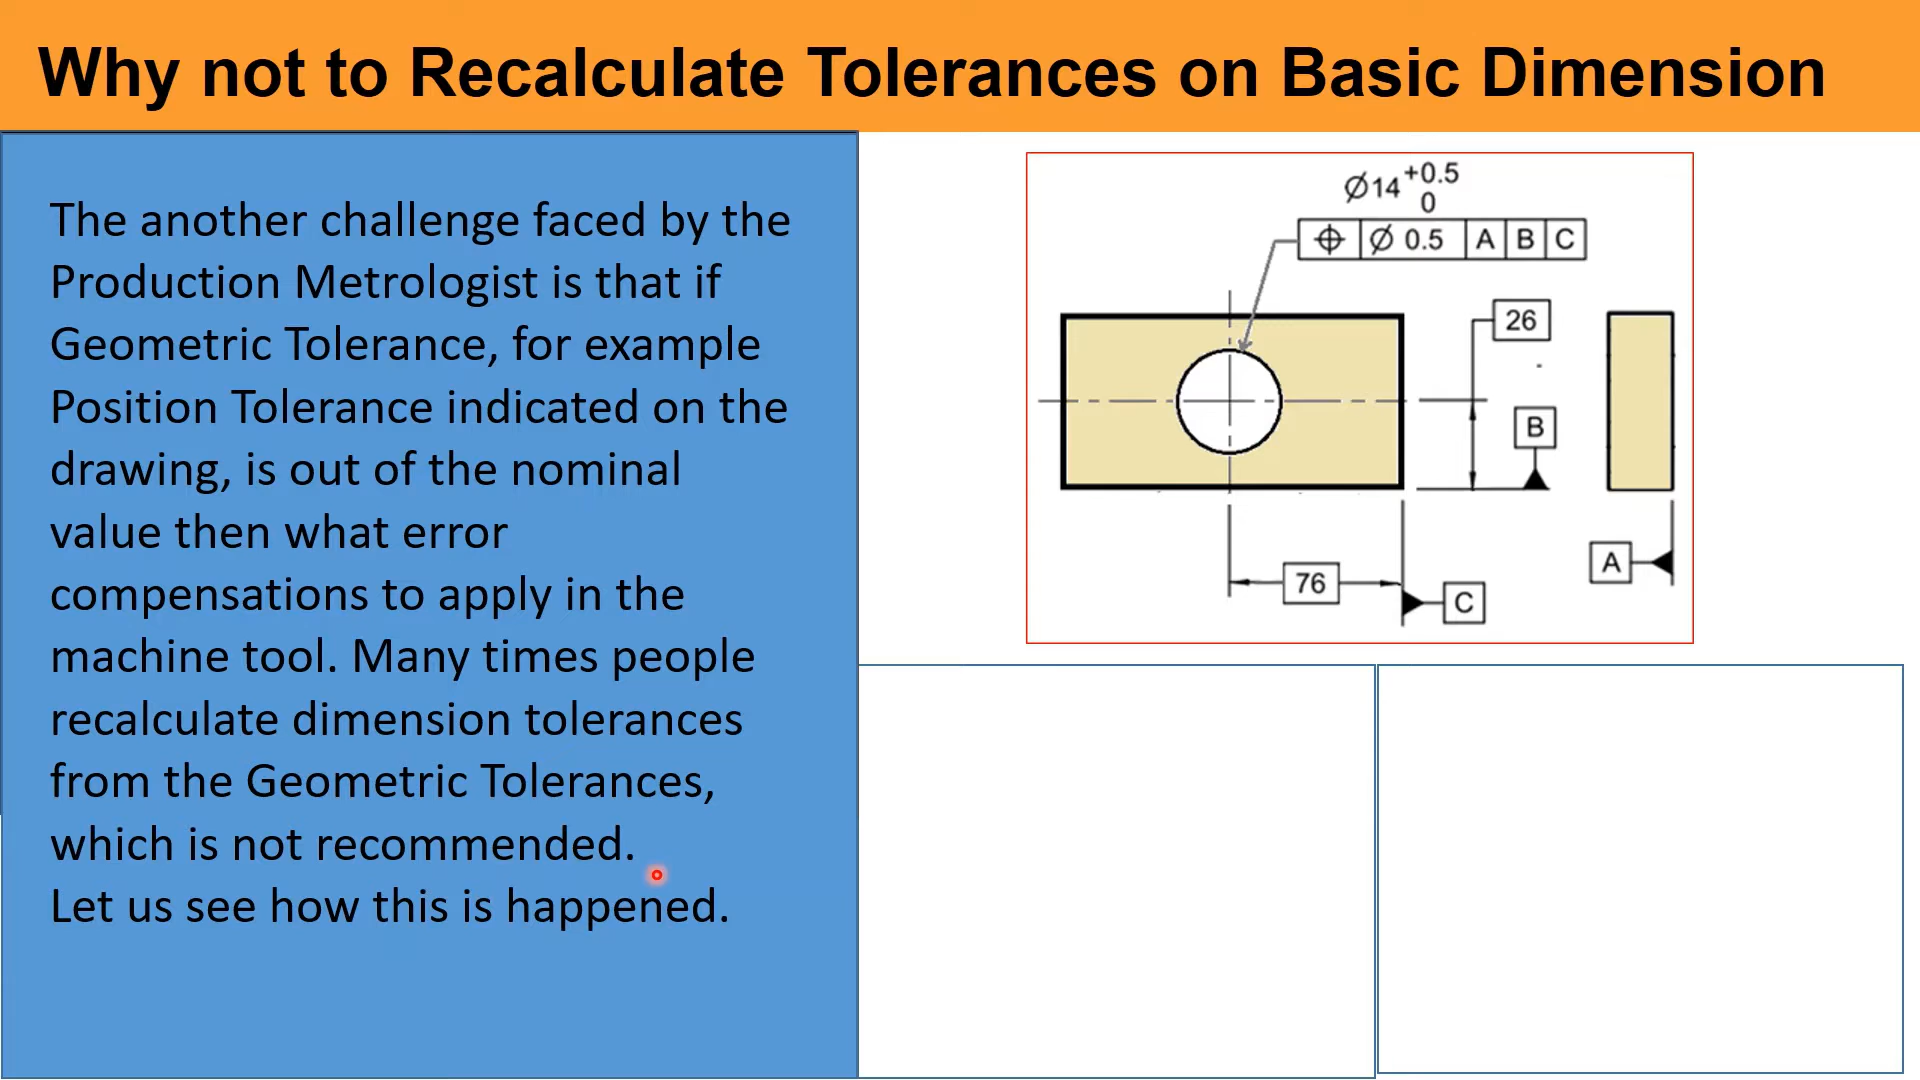 Why not to Recalculate Tolerances on Basic Dimension
The another challenge faced by the
Production Metrologist is that if
Geometric Tolerance, for example
Position Tolerance indicated on the
drawing, is out of the nominal
value then what error
compensations to apply in the
machine tool. Many times people
recalculate dimension tolerances
from the Geometric Tolerances,
which is not recommended.
Let us see how this is happened.
Ø14 +0.5
0
⌖ Ø 0.5 A B C
26
B
A
76
C